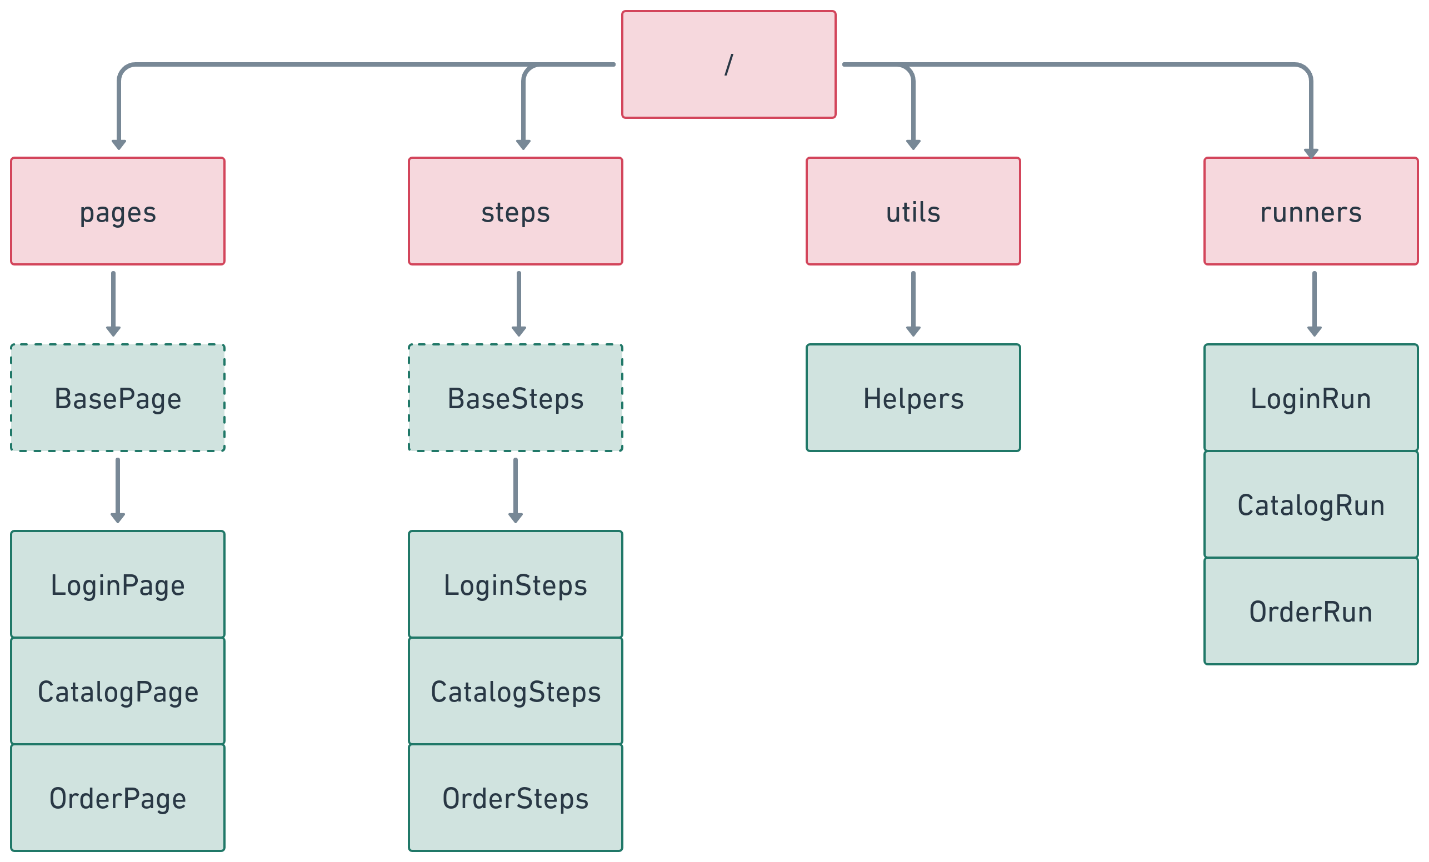 /
pages
steps
utils
runners
BasePage
BaseSteps
Helpers
LoginRun
CatalogRun
OrderRun
LoginPage
LoginSteps
CatalogPage
CatalogSteps
OrderPage
OrderSteps